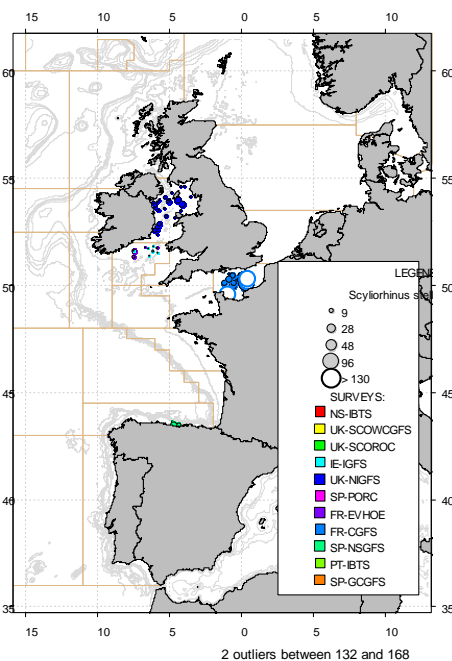 15 10 5 0 5 10
60 60
55 55
50 50
45 45
40 40
35 35
LEGEN
Scyliorhinus stel
9
28
48
96
> 130
SURVEYS:
NS-IBTS
UK-SCOWCGFS
UK-SCOROC
IE-IGFS
UK-NIGFS
SP-PORC
FR-EVHOE
FR-CGFS
SP-NSGFS
PT-IBTS
SP-GCGFS
15 10 5 0 5 10
2 outliers between 132 and 168